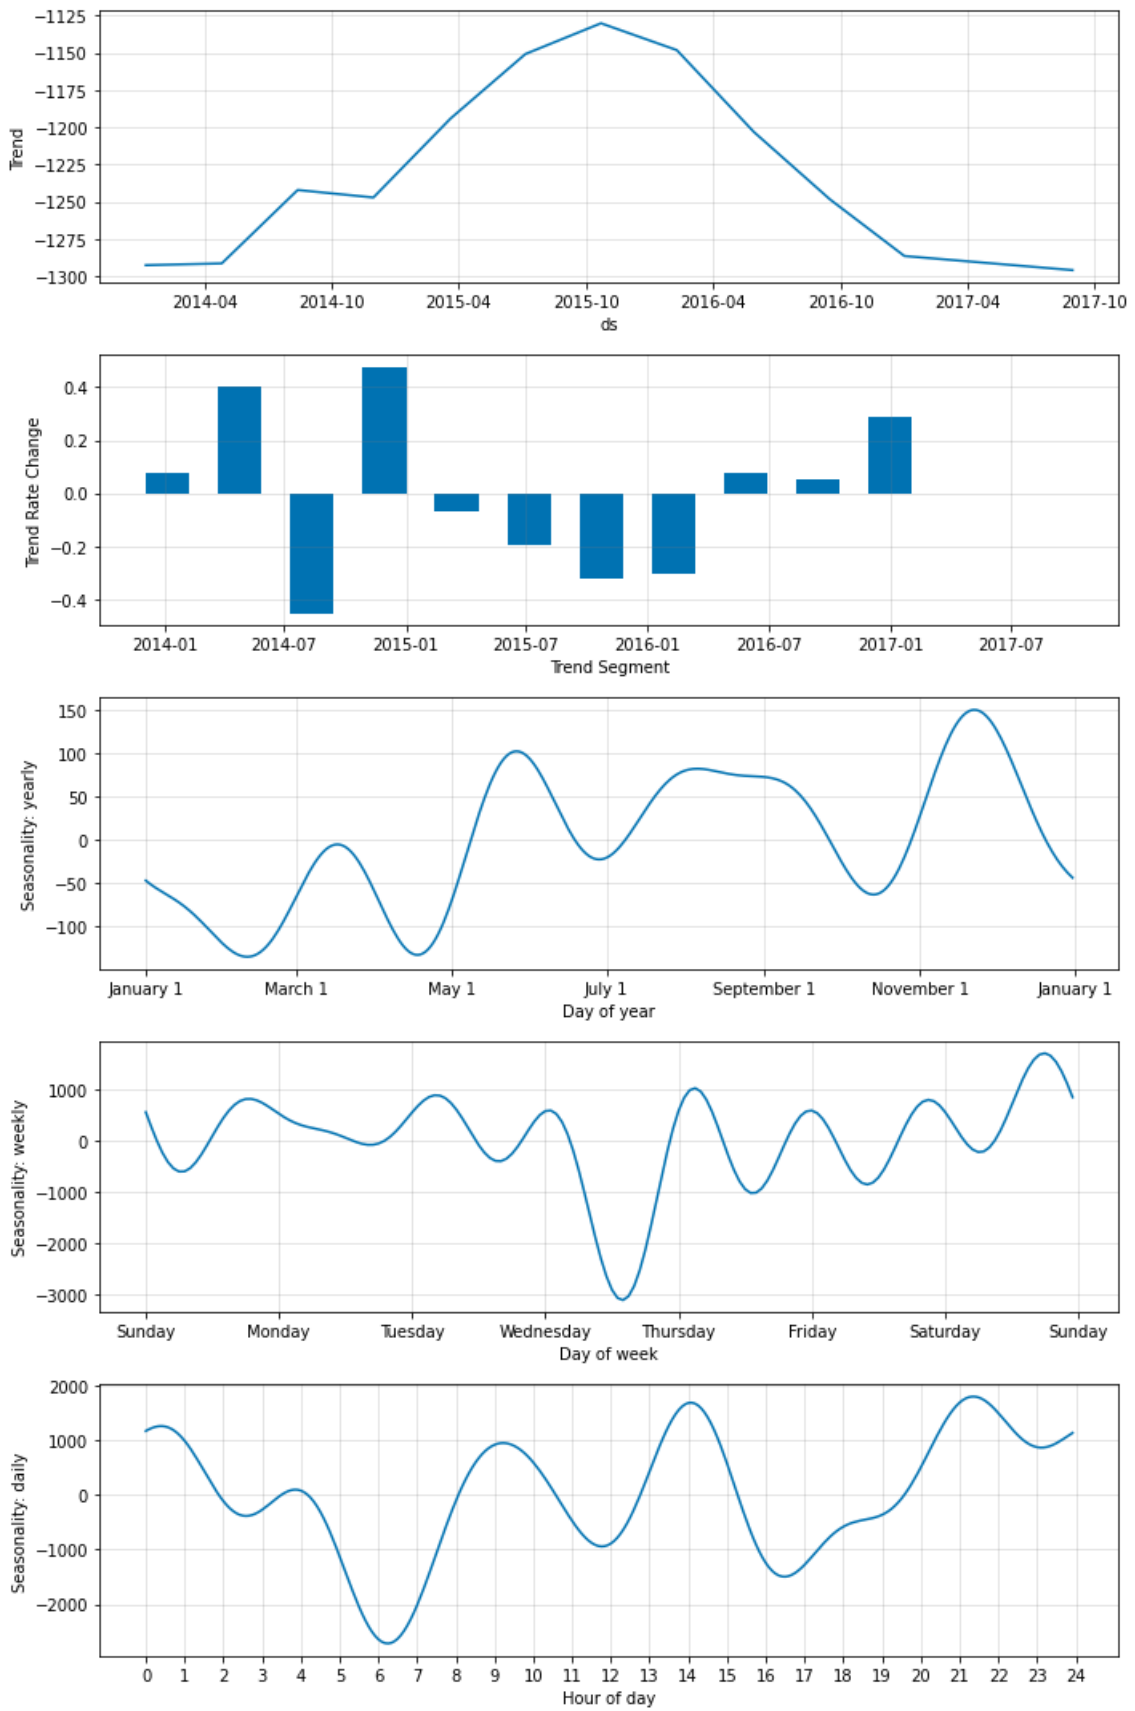 −1125
−1150
−1175
−1200
−1225
−1250
−1275
−1300
Trend
2014-04 2014-10 2015-04 2015-10 2016-04 2016-10 2017-04 2017-10
ds
0.4
0.2
0.0
−0.2
−0.4
Trend Rate Change
2014-01 2014-07 2015-01 2015-07 2016-01 2016-07 2017-01 2017-07
Trend Segment
150
100
50
0
−50
−100
Seasonality: yearly
January 1 March 1 May 1 July 1 September 1 November 1 January 1
Day of year
1000
0
−1000
−2000
−3000
Seasonality: weekly
Sunday Monday Tuesday Wednesday Thursday Friday Saturday Sunday
Day of week
2000
1000
0
−1000
−2000
Seasonality: daily
0 1 2 3 4 5 6 7 8 9 10 11 12 13 14 15 16 17 18 19 20 21 22 23 24
Hour of day